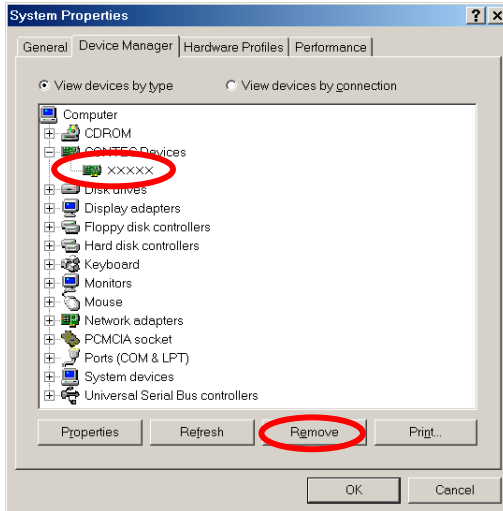 System Properties
General Device Manager Hardware Profiles Performance
View devices by type View devices by connection
Computer
CDROM
CONTEC Devices
XXXXX
Disk drives
Display adapters
Floppy disk controllers
Hard disk controllers
Keyboard
Monitors
Mouse
Network adapters
PCMCIA socket
Ports (COM & LPT)
System devices
Universal Serial Bus controllers
Properties Refresh Remove Print...
OK Cancel